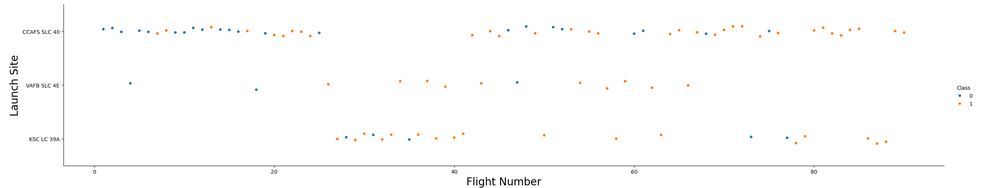 CCAFS SLC 40
VAFB SLC 4E
KSC LC 39A
Launch Site
0 20 40 60 80
Flight Number
Class
0
1